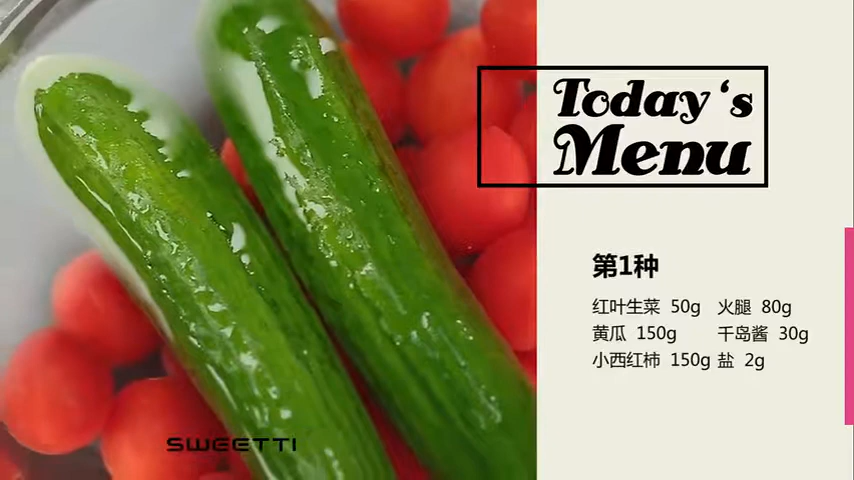 Today's
Menu
第1种
红叶生菜 50g 火腿 80g
黄瓜 150g 千岛酱 30g
小西红柿 150g 盐 2g
SWEETTI